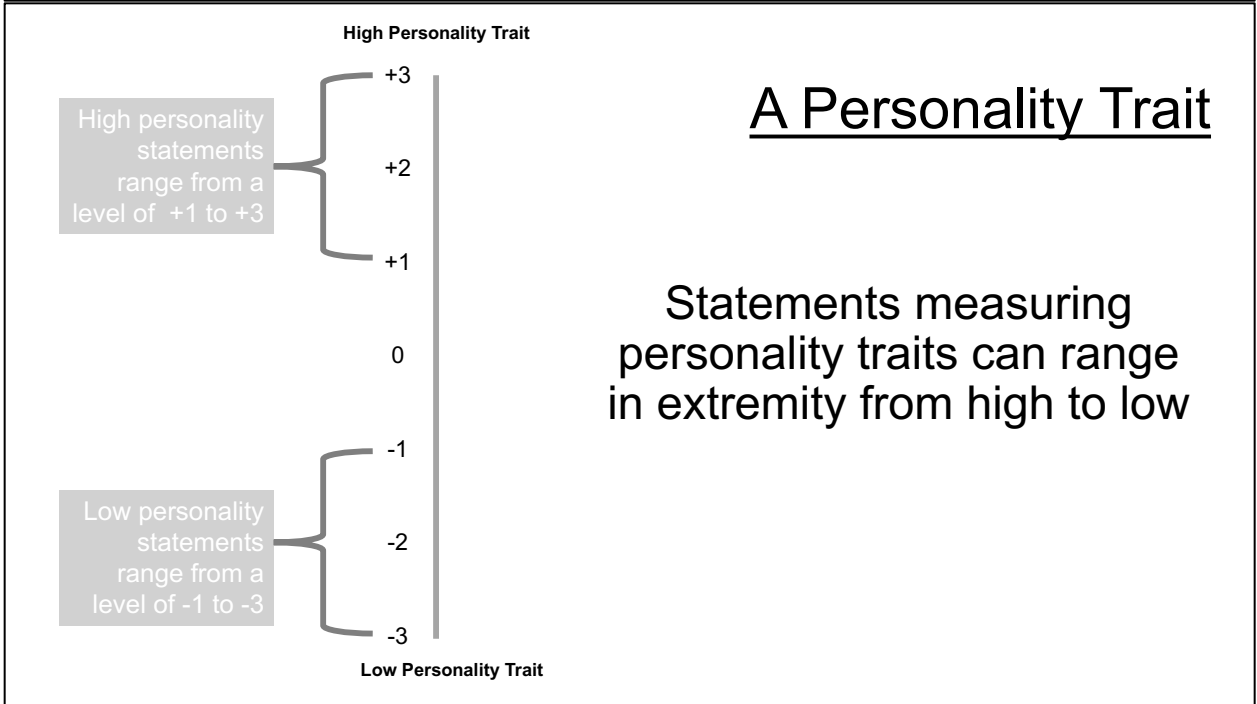 High Personality Trait
+3
High personality
statements
range from a
level of  +1 to +3
+2
+1
0
-1
Low personality
statements
range from a
level of -1 to -3
-2
-3
Low Personality Trait
A Personality Trait
Statements measuring
personality traits can range
in extremity from high to low